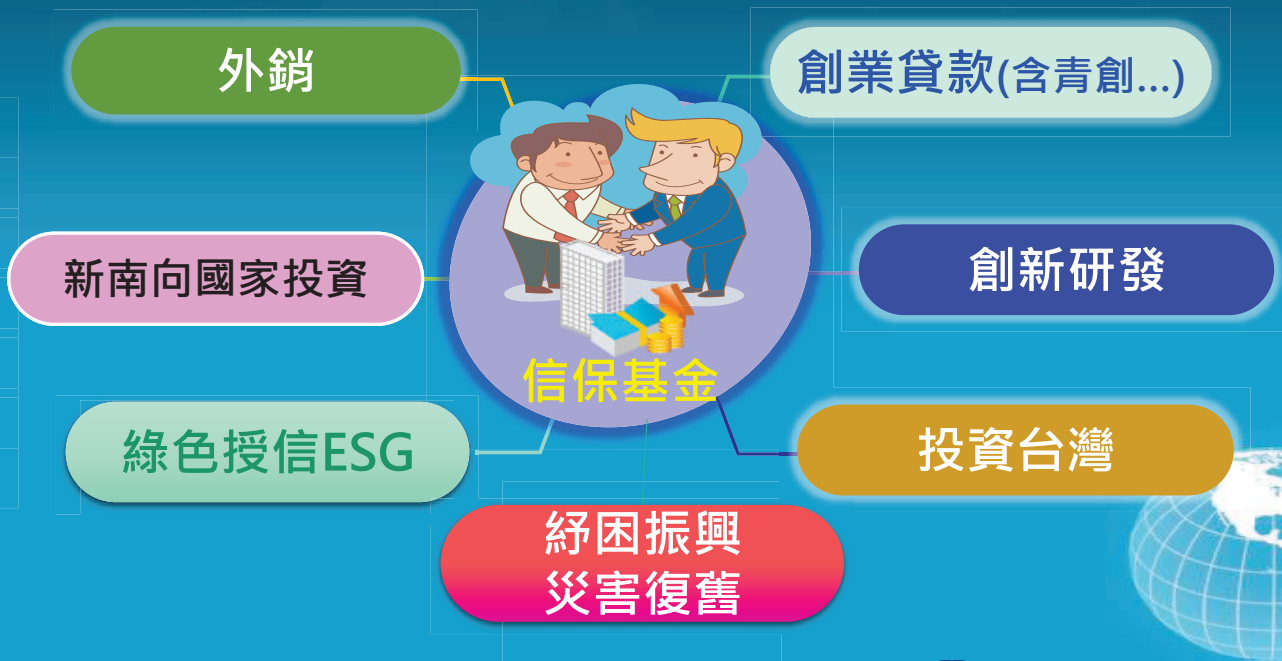 外銷
創業貸款(含青創...)
新南向國家投資
創新研發
信保基金
綠色授信ESG
投資台灣
紓困振興
災害復舊